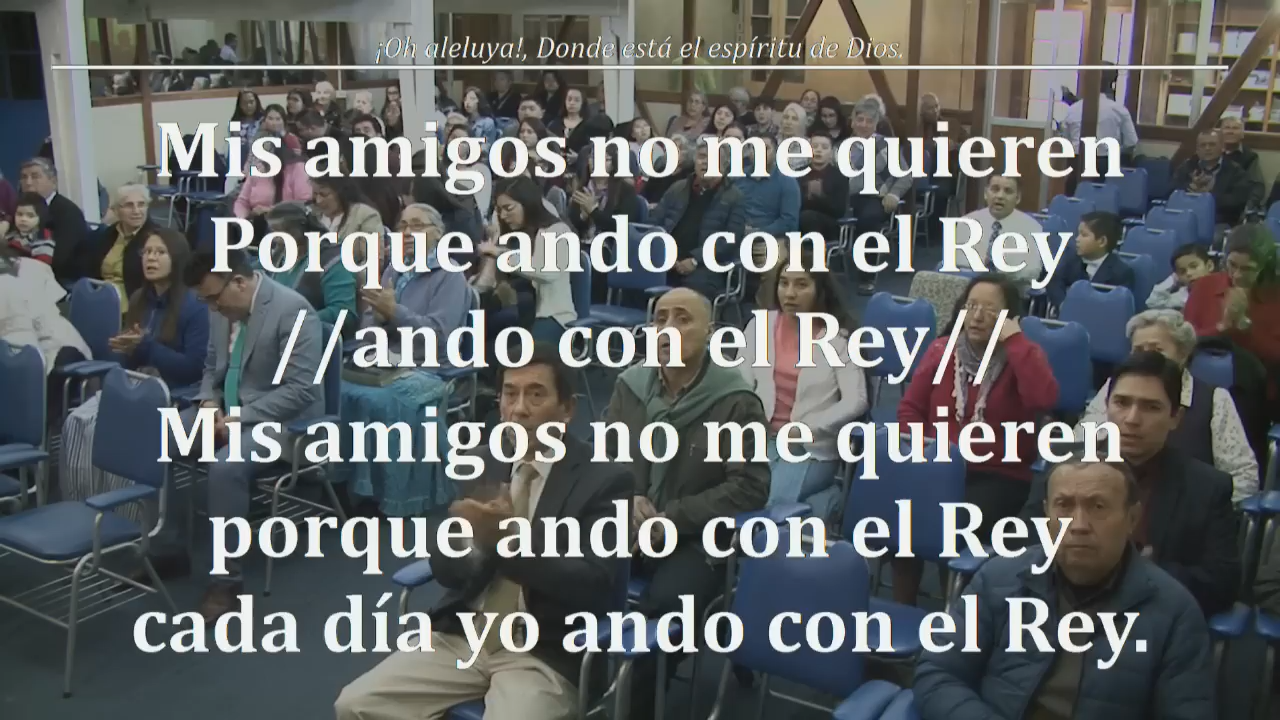 ¡Oh aleluya!, Donde está el espíritu de Dios.
Mis amigos no me quieren
Porque ando con el Rey
//ando con el Rey//
Mis amigos no me quieren
porque ando con el Rey
cada día yo ando con el Rey.